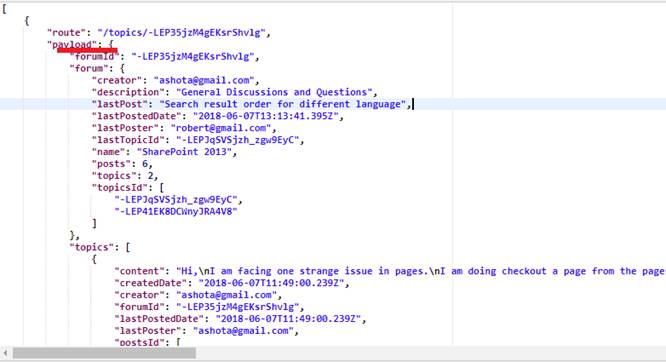 [
{
"route": "/topics/-LEP35jzM4gEKsrShvlg",
"payload": {
"forumId": "-LEP35jzM4gEKsrShvlg",
"forum": {
"creator": "ashota@gmail.com",
"description": "General Discussions and Questions",
"lastPost": "Search result order for different language",
"lastPostedDate": "2018-06-07T13:13:41.395Z",
"lastPoster": "robert@gmail.com",
"lastTopicId": "-LEPJqSVSjzh_zgw9EyC",
"name": "SharePoint 2013",
"posts": 6,
"topics": 2,
"topicsId": [
"-LEPJqSVSjzh_zgw9EyC",
"-LEP41EK8DCWnyJRA4V8"
]
},
"topics": [
{
"content": "Hi,\nI am facing one strange issue in pages.\nI am doing checkout a page from the page
"createdDate": "2018-06-07T11:49:00.239Z",
"creator": "ashota@gmail.com",
"forumId": "-LEP35jzM4gEKsrShvlg",
"lastPostedDate": "2018-06-07T11:49:00.239Z",
"lastPoster": "ashota@gmail.com",
"postsId": [